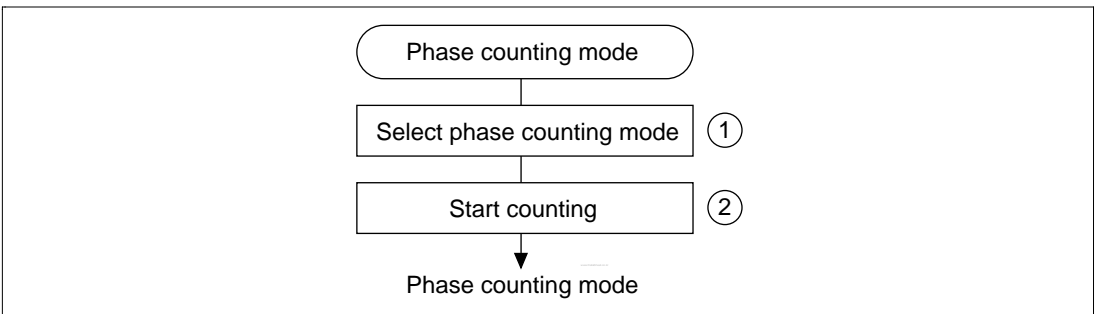 Phase counting mode
Select phase counting mode 1
Start counting 2
Phase counting mode